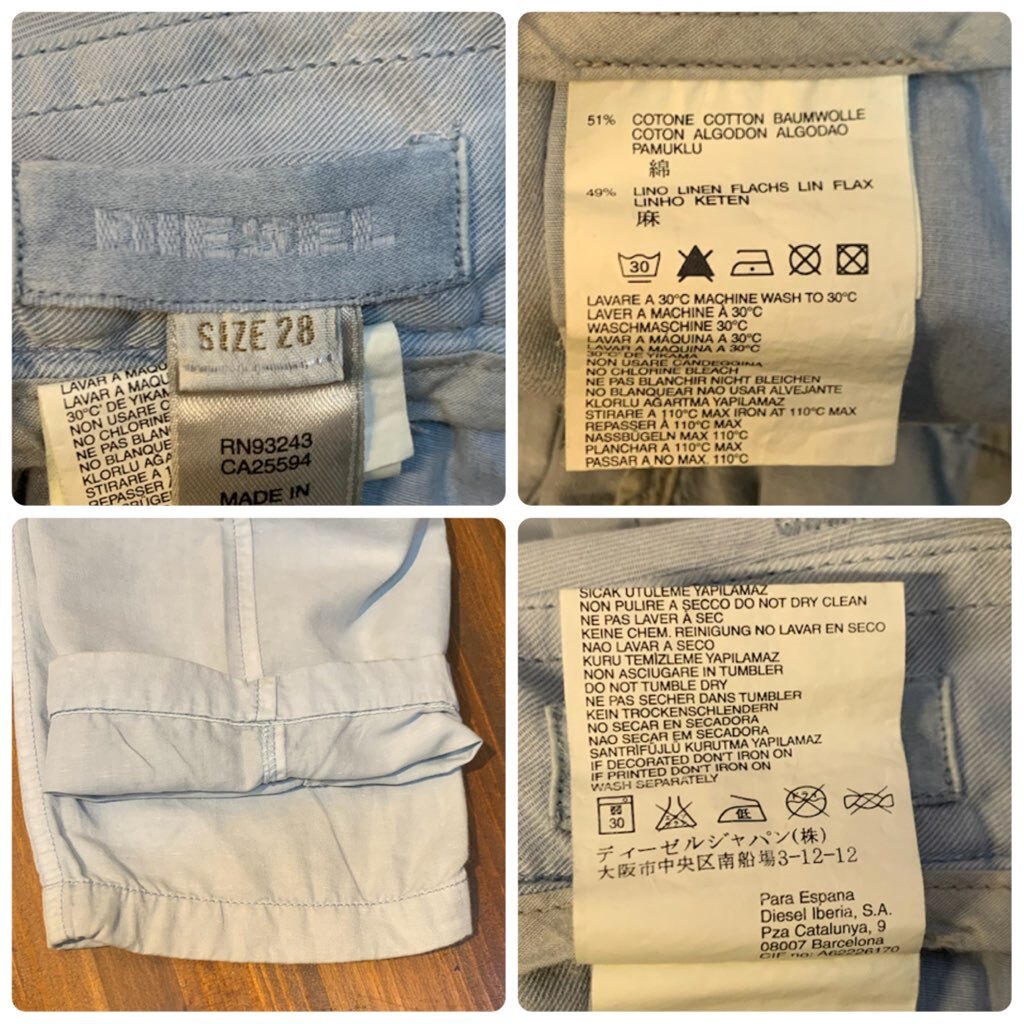 DIESEL
SIZE 28
LAVAR A MAQU
LAVAR A MAQU
30°C' DE YIKAM
NON USARE C
NO CHLORINE
NE PAS BLAN
NO BLANQUE
KLORLU AĞA
STIRARE A 1
REPASSER
RN93243
CA25594
MADE IN
51% COTONE COTTON BAUMWOLLE
COTON ALGODON ALGODAO
PAMUKLU
綿
49% LINO LINEN FLACHS LIN FLAX
LINHO KETEN
麻
30
LAVARE A 30°C MACHINE WASH TO 30°C
LAVER A MACHINE À 30°C
WASCHMASCHINE 30°C
LAVAR A MÁQUINA A 30°C
LAVAR A MAQUINA A 30°C
30°C' DE YIKAMA
NON USARE CANDEGGINA
NO CHLORINE BLEACH
NE PAS BLANCHIR NICHT BLEICHEN
NO BLANQUEAR NAO USAR ALVEJANTE
KLORLU AĞARTMA YAPILAMAZ
STIRARE A 110°C MAX IRON AT 110°C MAX
REPASSER À 110°C MAX
NASSBÜGELN MAX 110°C
PLANCHAR A 110°C MAX
PASSAR A NO MAX. 110°C
SICAK UTULEME YAPILAMAZ
NON PULIRE A SECCO DO NOT DRY CLEAN
NE PAS LAVER À SEC
KEINE CHEM. REINIGUNG NO LAVAR EN SECO
NAO LAVAR A SECO
KURU TEMİZLEME YAPILAMAZ
NON ASCIUGARE IN TUMBLER
DO NOT TUMBLE DRY
NE PAS SECHER DANS TUMBLER
KEIN TROCKENSCHLENDERN
NO SECAR EN SECADORA
NAO SECAR EM SECADORA
SANTRİFÜJLÜ KURUTMA YAPILAMAZ
IF DECORATED DON'T IRON ON
IF PRINTED DON'T IRON ON
WASH SEPARATELY
30 低
ディーゼルジャパン(株)
大阪市中央区南船場3-12-12
Para Espana
Diesel Iberia, S.A.
Pza Catalunya, 9
08007 Barcelona
CIF no: A62226170